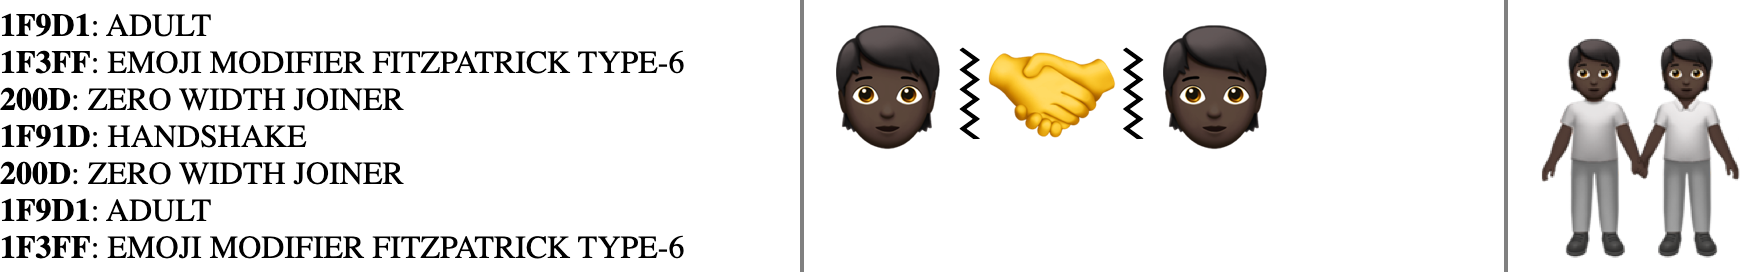 1F9D1: ADULT
1F3FF: EMOJI MODIFIER FITZPATRICK TYPE-6
200D: ZERO WIDTH JOINER
1F91D: HANDSHAKE
200D: ZERO WIDTH JOINER
1F9D1: ADULT
1F3FF: EMOJI MODIFIER FITZPATRICK TYPE-6